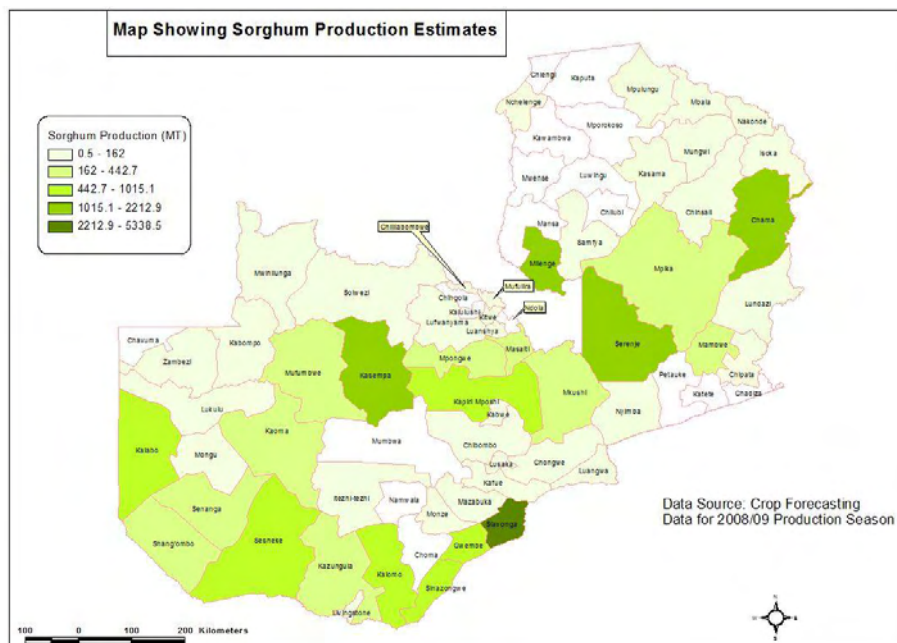 Map Showing Sorghum Production Estimates
Sorghum Production (MT)
0.5 - 162
162 - 442.7
442.7 - 1015.1
1015.1 - 2212.9
2212.9 - 5338.5
Chiengi
Kaputa
Mpulungu
Nchelenge
Mbala
Nakonde
Mporokoso
Kawambwa
Mungwi
Isoka
Kasama
Mwense
Luwingu
Chinsali
Chama
Chilubi
Mansa
Samfya
Milenge
Mpika
Lundazi
Chililabombwe
Mwinilunga
Solwezi
Chingola
Mufulira
Kalulushi
Kitwe
Ndola
Lufwanyama
Luanshya
Serenje
Mambwe
Masaiti
Mpongwe
Chavuma
Zambezi
Kabompo
Mufumbwe
Kasempa
Kapiri Mposhi
Mkushi
Petauke
Chipata
Katete
Chadiza
Nyimba
Lukulu
Kabwe
Kaoma
Mumbwa
Chibombo
Kalabo
Mongu
Lusaka
Chongwe
Luangwa
Kafue
Itezhi-tezhi
Namwala
Mazabuka
Monze
Senanga
Siavonga
Shang'ombo
Sesheke
Choma
Gwembe
Kazungula
Kalomo
Sinazongwe
Livingstone
Data Source: Crop Forecasting
Data for 2008/09 Production Season
100 0 100 200 Kilometers